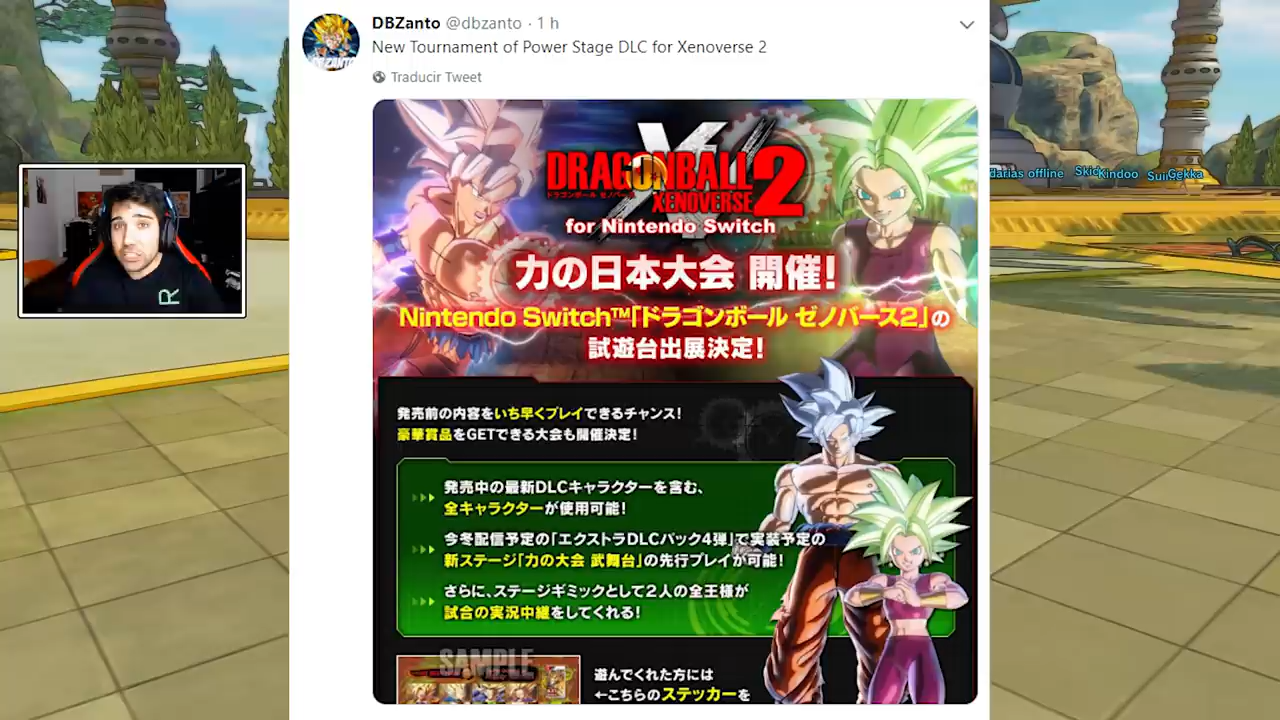 DBZanto @dbzanto · 1 h
New Tournament of Power Stage DLC for Xenoverse 2
Traducir Tweet
DRAGONBALL
XENOVERSE 2
for Nintendo Switch
力の日本大会 開催!
Nintendo Switch™「ドラゴンボール ゼノバース2」の
試遊台出展決定!
発売前の内容をいち早くプレイできるチャンス!
豪華賞品をGETできる大会も開催決定!
発売中の最新DLCキャラクターを含む、
全キャラクターが使用可能!
今冬配信予定の「エクストラDLCパック4弾」で実装予定の
新ステージ「力の大会 武舞台」の先行プレイが可能!
さらに、ステージギミックとして2人の全王様が
試合の実況中継をしてくれる!
SAMPLE
遊んでくれた方には
←こちらのステッカーを
darias offline
Kindoo
Gekka
R